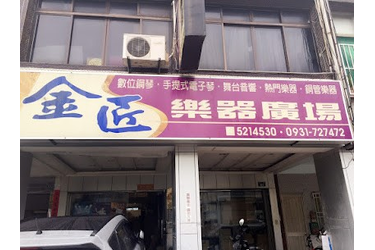 數位鋼琴·手提式電子琴·舞台音響·熱門樂器·銅管樂器
金匠 樂器廣場
☎5214530·0931-727472